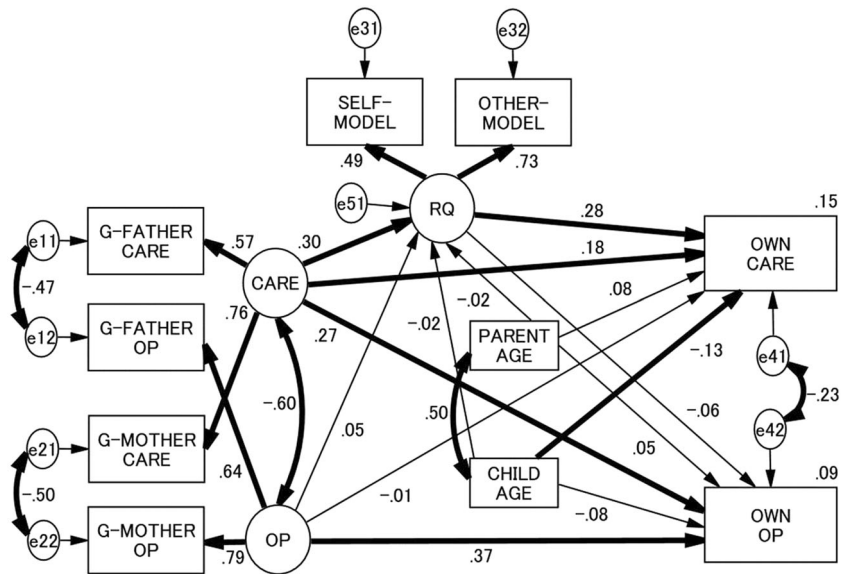 e31
e32
SELF-
MODEL
OTHER-
MODEL
.49
.73
e51
RQ
.15
e11
G-FATHER
CARE
.57
.30
.28
OWN
CARE
CARE
.18
-.47
-.02
.08
e12
G-FATHER
OP
.76
.27
-.02
PARENT
AGE
-.13
e41
-.60
.50
-.06
-.23
e21
G-MOTHER
CARE
.05
.05
e42
.64
CHILD
AGE
.09
-.50
-.01
-.08
e22
G-MOTHER
OP
.79
OP
.37
OWN
OP